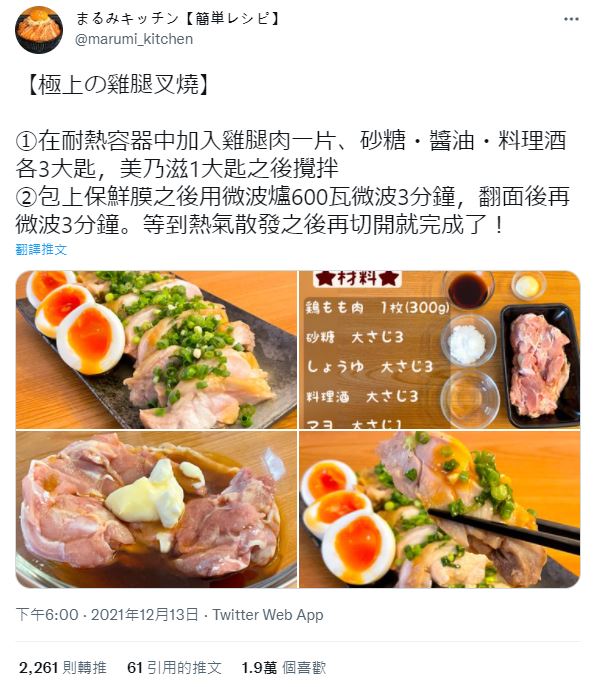 まるみキッチン【簡単レシピ】
@marumi_kitchen
【極上の雞腿叉燒】
①在耐熱容器中加入雞腿肉一片、砂糖・醬油・料理酒
各3大匙，美乃滋1大匙之後攪拌
②包上保鮮膜之後用微波爐600瓦微波3分鐘，翻面後再
微波3分鐘。等到熱氣散發之後再切開就完成了！
翻譯推文
★材料★
鶏もも肉 1枚(300g)
砂糖 大さじ3
しょうゆ 大さじ3
料理酒 大さじ3
マヨ 大さじ1
下午6:00 · 2021年12月13日 · Twitter Web App
2,261 則轉推 61 引用的推文 1.9萬 個喜歡